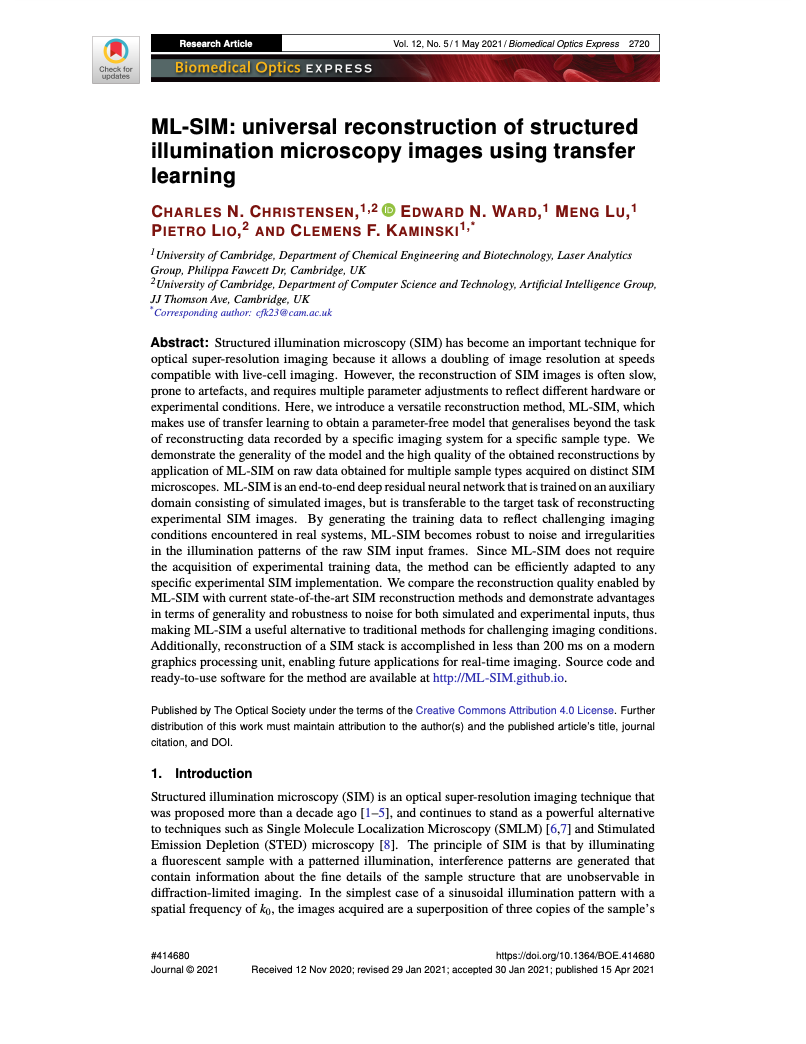 Check for
updates
Research Article
Vol. 12, No. 5 / 1 May 2021 / Biomedical Optics Express 2720
Biomedical Optics EXPRESS
ML-SIM: universal reconstruction of structured
illumination microscopy images using transfer
learning
CHARLES N. CHRISTENSEN,1,2 iD EDWARD N. WARD,1 MENG LU,1
PIETRO LIO,2 AND CLEMENS F. KAMINSKI1,*
1University of Cambridge, Department of Chemical Engineering and Biotechnology, Laser Analytics
Group, Philippa Fawcett Dr, Cambridge, UK
2University of Cambridge, Department of Computer Science and Technology, Artificial Intelligence Group,
JJ Thomson Ave, Cambridge, UK
*Corresponding author: cfk23@cam.ac.uk
Abstract: Structured illumination microscopy (SIM) has become an important technique for
optical super-resolution imaging because it allows a doubling of image resolution at speeds
compatible with live-cell imaging. However, the reconstruction of SIM images is often slow,
prone to artefacts, and requires multiple parameter adjustments to reflect different hardware or
experimental conditions. Here, we introduce a versatile reconstruction method, ML-SIM, which
makes use of transfer learning to obtain a parameter-free model that generalises beyond the task
of reconstructing data recorded by a specific imaging system for a specific sample type. We
demonstrate the generality of the model and the high quality of the obtained reconstructions by
application of ML-SIM on raw data obtained for multiple sample types acquired on distinct SIM
microscopes. ML-SIM is an end-to-end deep residual neural network that is trained on an auxiliary
domain consisting of simulated images, but is transferable to the target task of reconstructing
experimental SIM images. By generating the training data to reflect challenging imaging
conditions encountered in real systems, ML-SIM becomes robust to noise and irregularities
in the illumination patterns of the raw SIM input frames. Since ML-SIM does not require
the acquisition of experimental training data, the method can be efficiently adapted to any
specific experimental SIM implementation. We compare the reconstruction quality enabled by
ML-SIM with current state-of-the-art SIM reconstruction methods and demonstrate advantages
in terms of generality and robustness to noise for both simulated and experimental inputs, thus
making ML-SIM a useful alternative to traditional methods for challenging imaging conditions.
Additionally, reconstruction of a SIM stack is accomplished in less than 200 ms on a modern
graphics processing unit, enabling future applications for real-time imaging. Source code and
ready-to-use software for the method are available at http://ML-SIM.github.io.
Published by The Optical Society under the terms of the Creative Commons Attribution 4.0 License. Further
distribution of this work must maintain attribution to the author(s) and the published article's title, journal
citation, and DOI.
1. Introduction
Structured illumination microscopy (SIM) is an optical super-resolution imaging technique that
was proposed more than a decade ago [1–5], and continues to stand as a powerful alternative
to techniques such as Single Molecule Localization Microscopy (SMLM) [6,7] and Stimulated
Emission Depletion (STED) microscopy [8]. The principle of SIM is that by illuminating
a fluorescent sample with a patterned illumination, interference patterns are generated that
contain information about the fine details of the sample structure that are unobservable in
diffraction-limited imaging. In the simplest case of a sinusoidal illumination pattern with a
spatial frequency of k0, the images acquired are a superposition of three copies of the sample's
#414680
https://doi.org/10.1364/BOE.414680
Journal © 2021
Received 12 Nov 2020; revised 29 Jan 2021; accepted 30 Jan 2021; published 15 Apr 2021